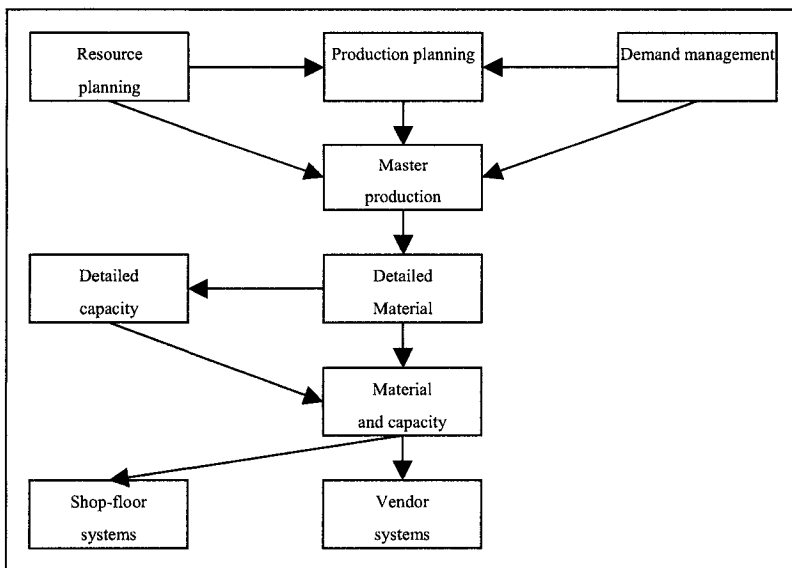 Resource
planning
Production planning
Demand management
Master
production
Detailed
capacity
Detailed
Material
Material
and capacity
Shop-floor
systems
Vendor
systems